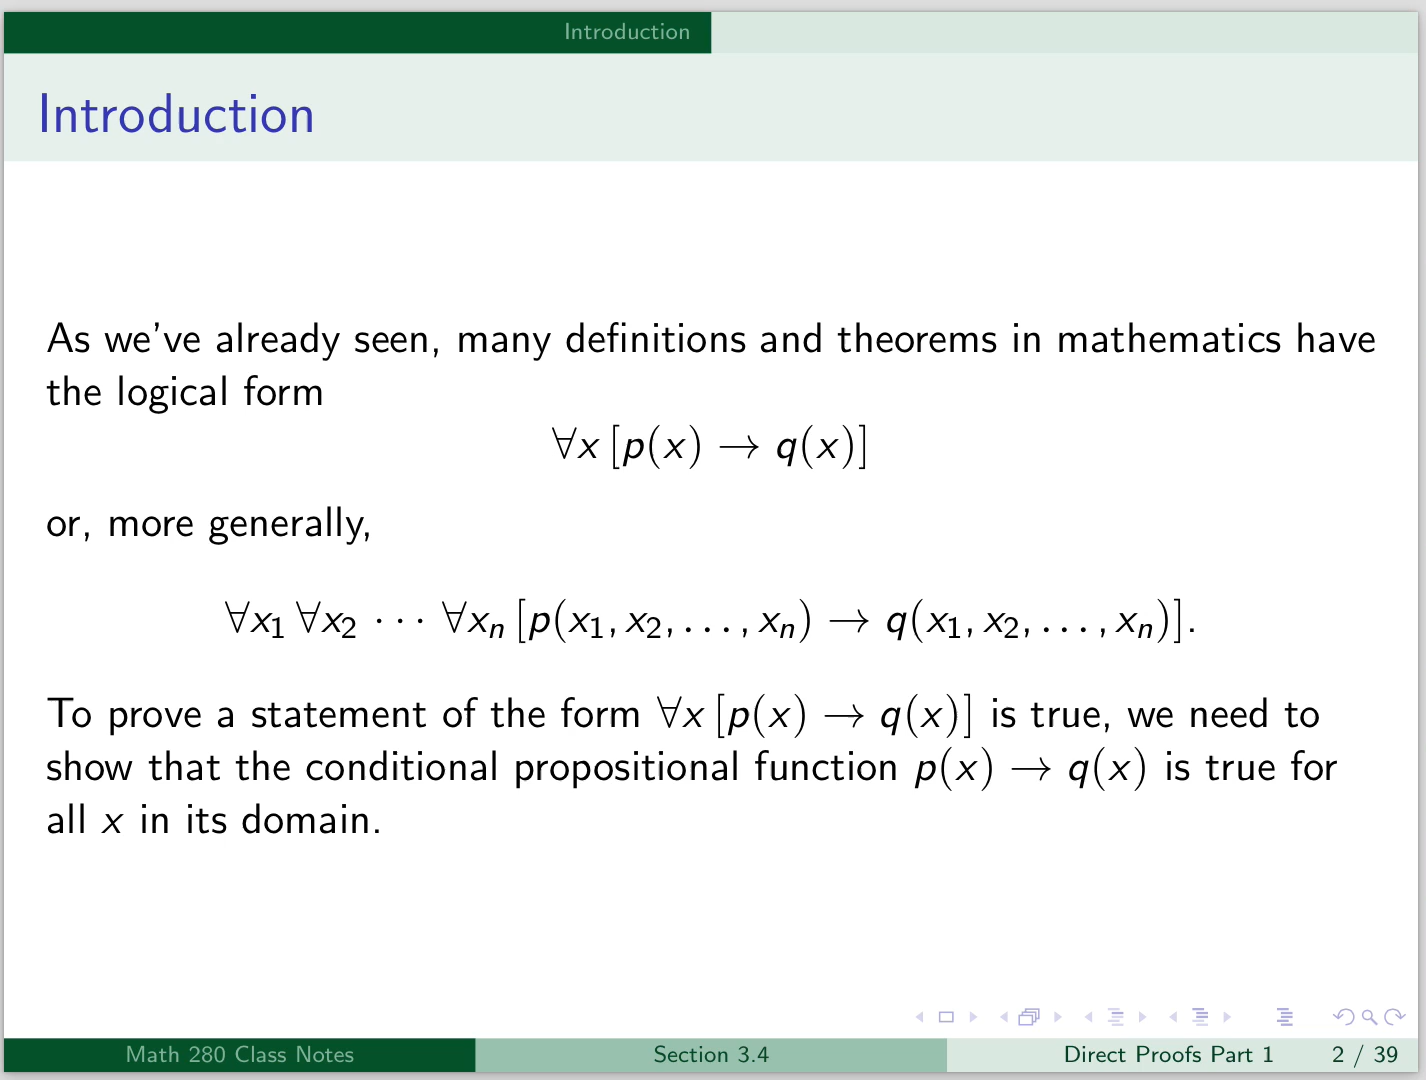 Introduction
Introduction
As we've already seen, many definitions and theorems in mathematics have
the logical form
∀x [p(x) → q(x)]
or, more generally,
∀x₁ ∀x₂ ⋯ ∀xₙ [p(x₁, x₂, . . . , xₙ) → q(x₁, x₂, . . . , xₙ)].
To prove a statement of the form ∀x [p(x) → q(x)] is true, we need to
show that the conditional propositional function p(x) → q(x) is true for
all x in its domain.
Math 280 Class Notes Section 3.4 Direct Proofs Part 1 2 / 39